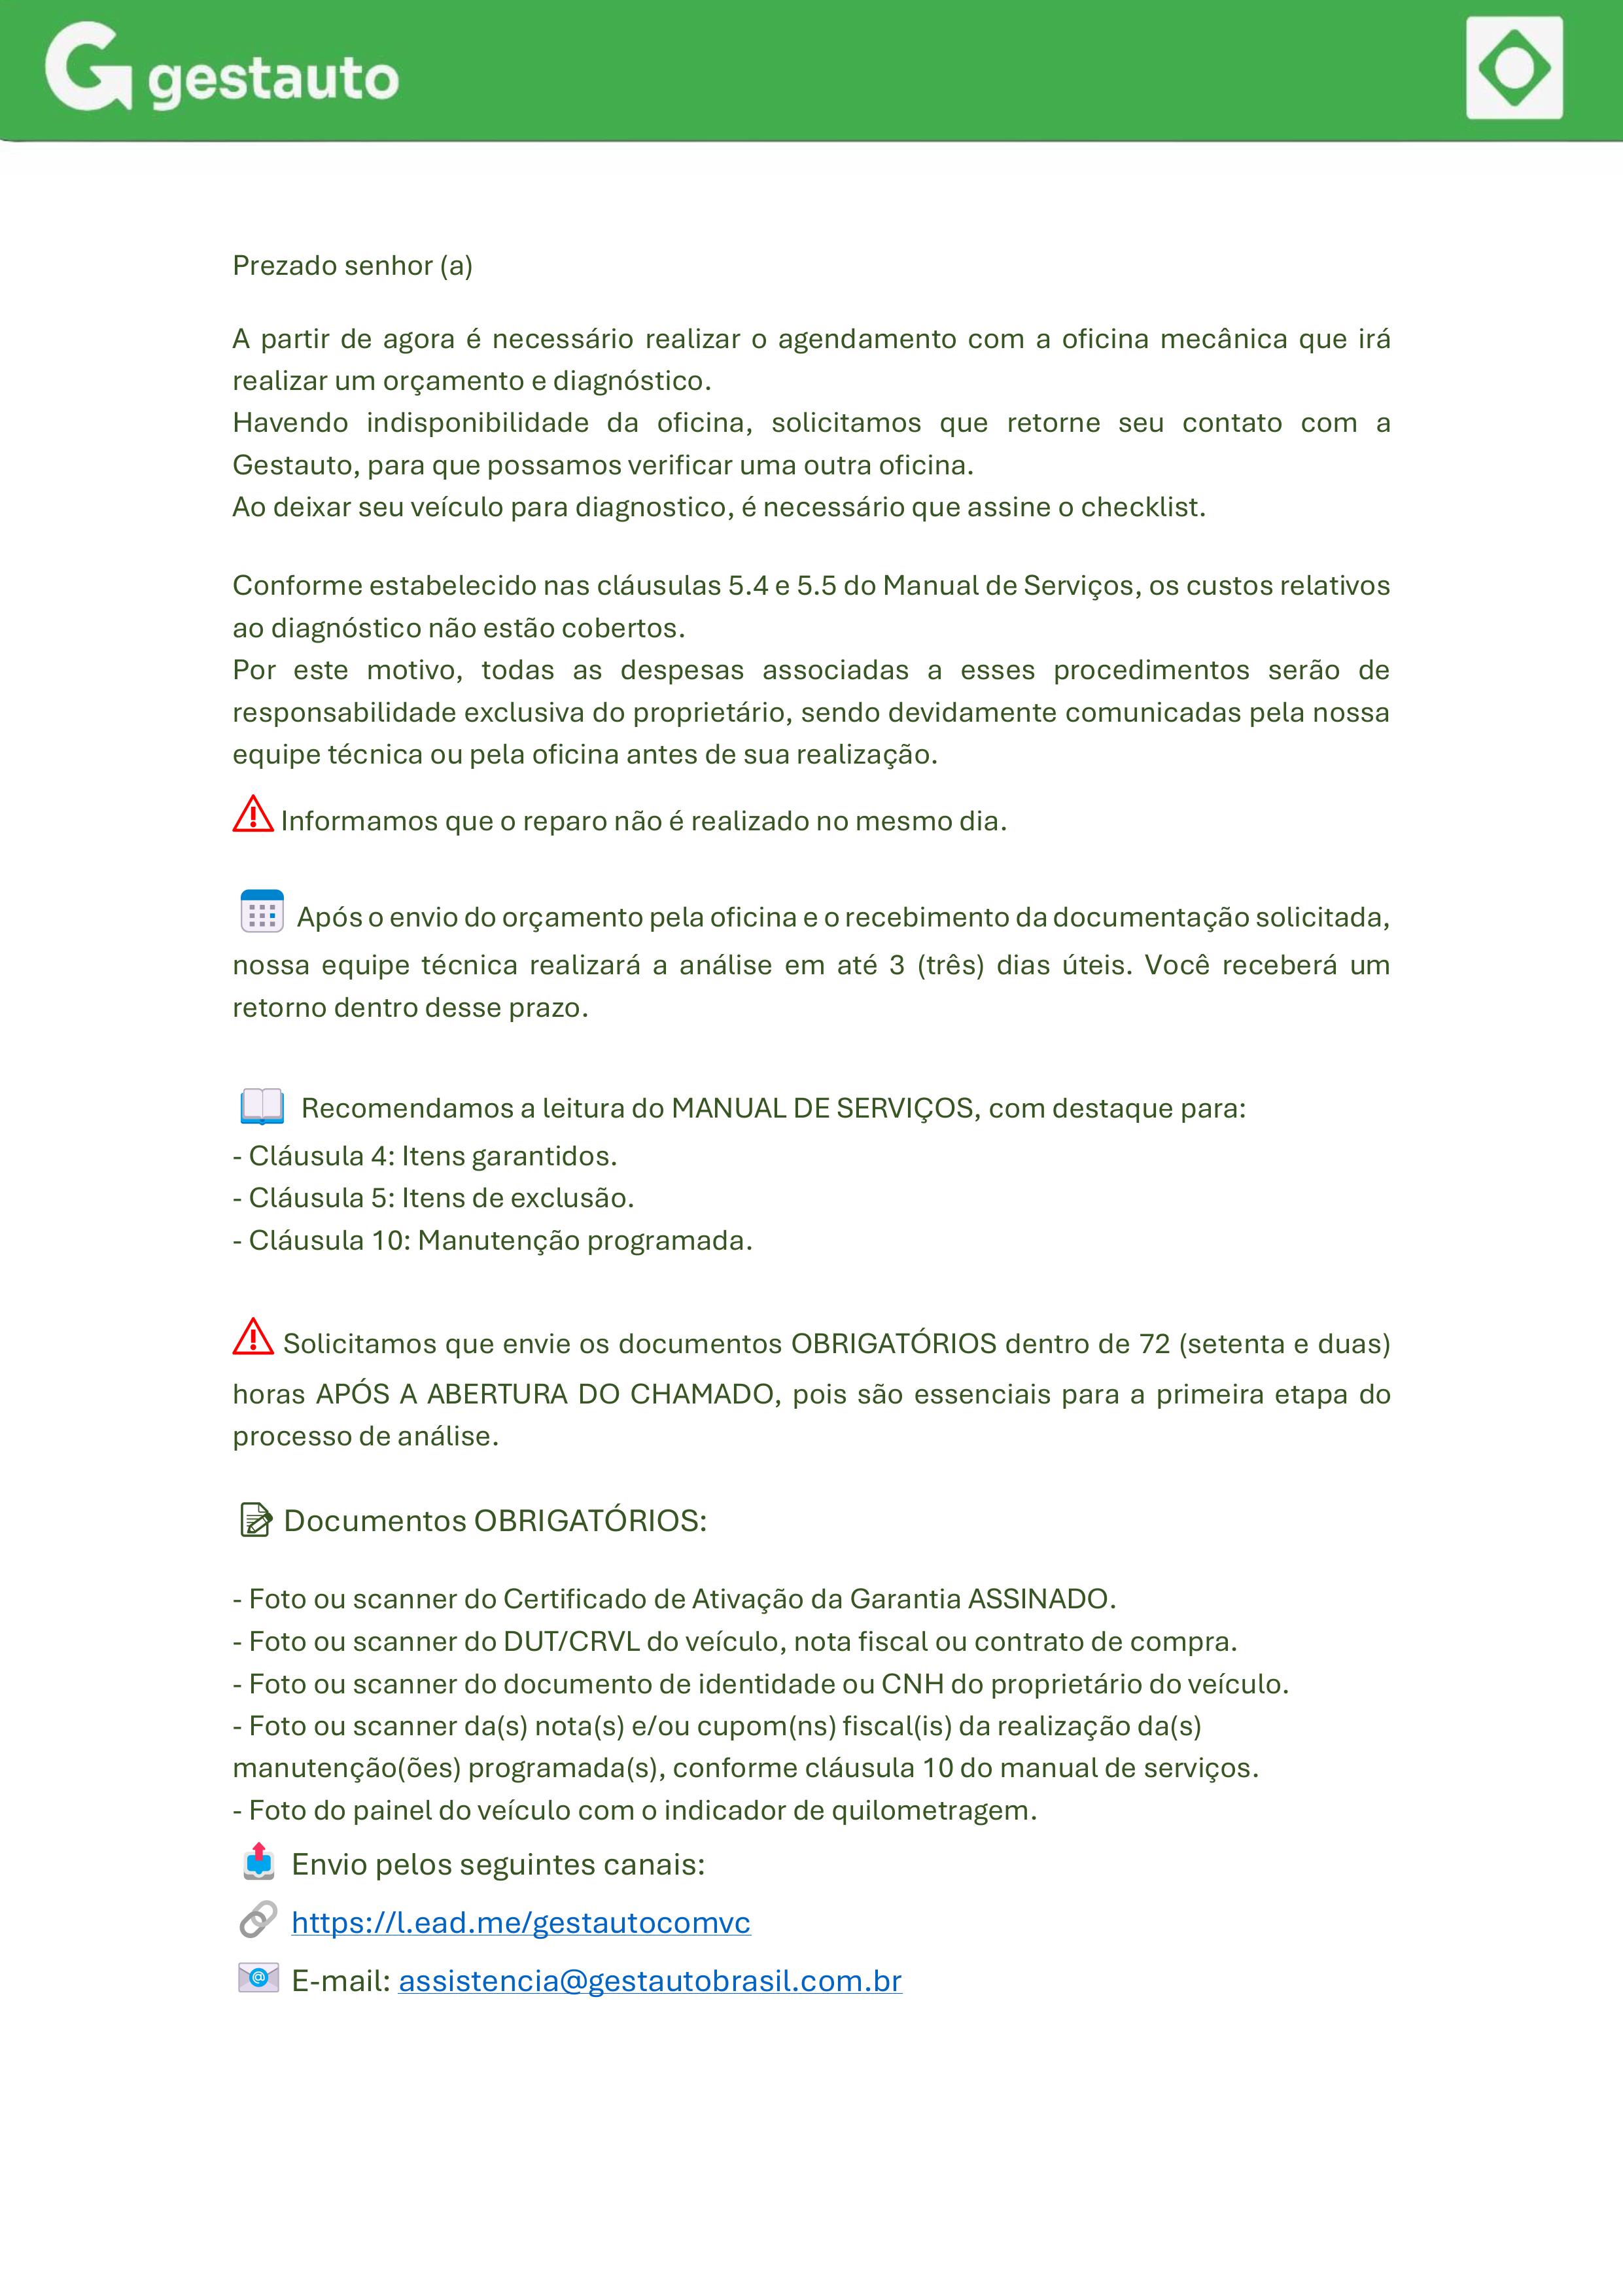 gestauto
Prezado senhor (a)
A partir de agora é necessário realizar o agendamento com a oficina mecânica que irá
realizar um orçamento e diagnóstico.
Havendo indisponibilidade da oficina, solicitamos que retorne seu contato com a
Gestauto, para que possamos verificar uma outra oficina.
Ao deixar seu veículo para diagnostico, é necessário que assine o checklist.
Conforme estabelecido nas cláusulas 5.4 e 5.5 do Manual de Serviços, os custos relativos
ao diagnóstico não estão cobertos.
Por este motivo, todas as despesas associadas a esses procedimentos serão de
responsabilidade exclusiva do proprietário, sendo devidamente comunicadas pela nossa
equipe técnica ou pela oficina antes de sua realização.
Informamos que o reparo não é realizado no mesmo dia.
Após o envio do orçamento pela oficina e o recebimento da documentação solicitada,
nossa equipe técnica realizará a análise em até 3 (três) dias úteis. Você receberá um
retorno dentro desse prazo.
Recomendamos a leitura do MANUAL DE SERVIÇOS, com destaque para:
- Cláusula 4: Itens garantidos.
- Cláusula 5: Itens de exclusão.
- Cláusula 10: Manutenção programada.
Solicitamos que envie os documentos OBRIGATÓRIOS dentro de 72 (setenta e duas)
horas APÓS A ABERTURA DO CHAMADO, pois são essenciais para a primeira etapa do
processo de análise.
Documentos OBRIGATÓRIOS:
- Foto ou scanner do Certificado de Ativação da Garantia ASSINADO.
- Foto ou scanner do DUT/CRVL do veículo, nota fiscal ou contrato de compra.
- Foto ou scanner do documento de identidade ou CNH do proprietário do veículo.
- Foto ou scanner da(s) nota(s) e/ou cupom(ns) fiscal(is) da realização da(s)
manutenção(ões) programada(s), conforme cláusula 10 do manual de serviços.
- Foto do painel do veículo com o indicador de quilometragem.
Envio pelos seguintes canais:
https://l.ead.me/gestautocomvc
E-mail: assistencia@gestautobrasil.com.br